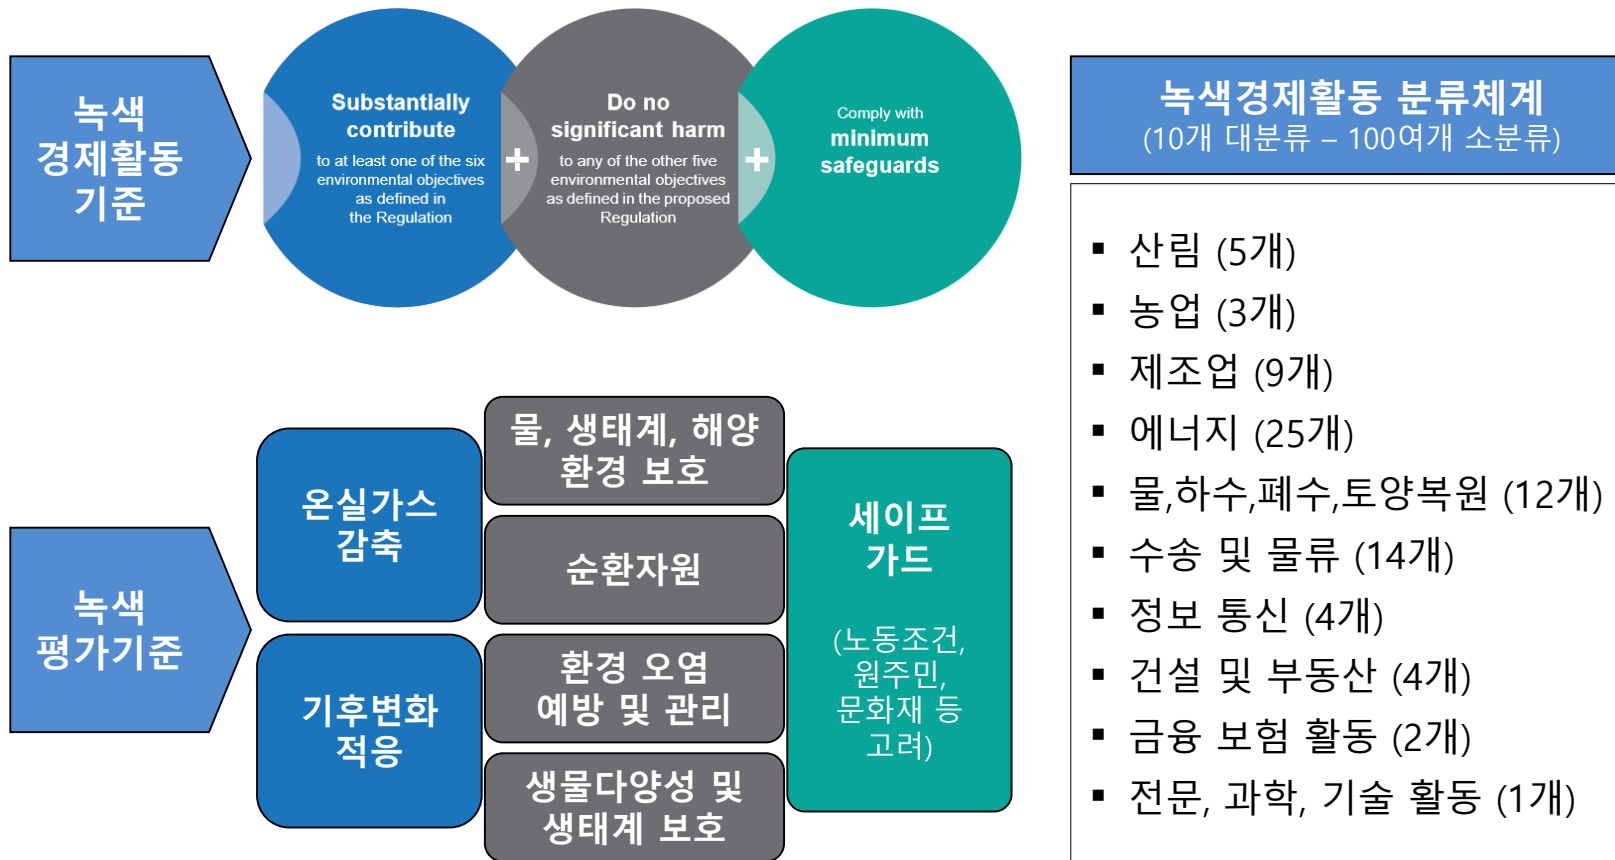 녹색
경제활동
기준
Substantially
contribute
to at least one of the six
environmental objectives
as defined in
the Regulation
+
Do no
significant harm
to any of the other five
environmental objectives
as defined in the proposed
Regulation
+
Comply with
minimum
safeguards
녹색
평가기준
온실가스
감축
기후변화
적응
물, 생태계, 해양
환경 보호
순환자원
환경 오염
예방 및 관리
생물다양성 및
생태계 보호
세이프
가드
(노동조건,
원주민,
문화재 등
고려)
녹색경제활동 분류체계
(10개 대분류 – 100여개 소분류)
▪ 산림 (5개)
▪ 농업 (3개)
▪ 제조업 (9개)
▪ 에너지 (25개)
▪ 물,하수,폐수,토양복원 (12개)
▪ 수송 및 물류 (14개)
▪ 정보 통신 (4개)
▪ 건설 및 부동산 (4개)
▪ 금융 보험 활동 (2개)
▪ 전문, 과학, 기술 활동 (1개)